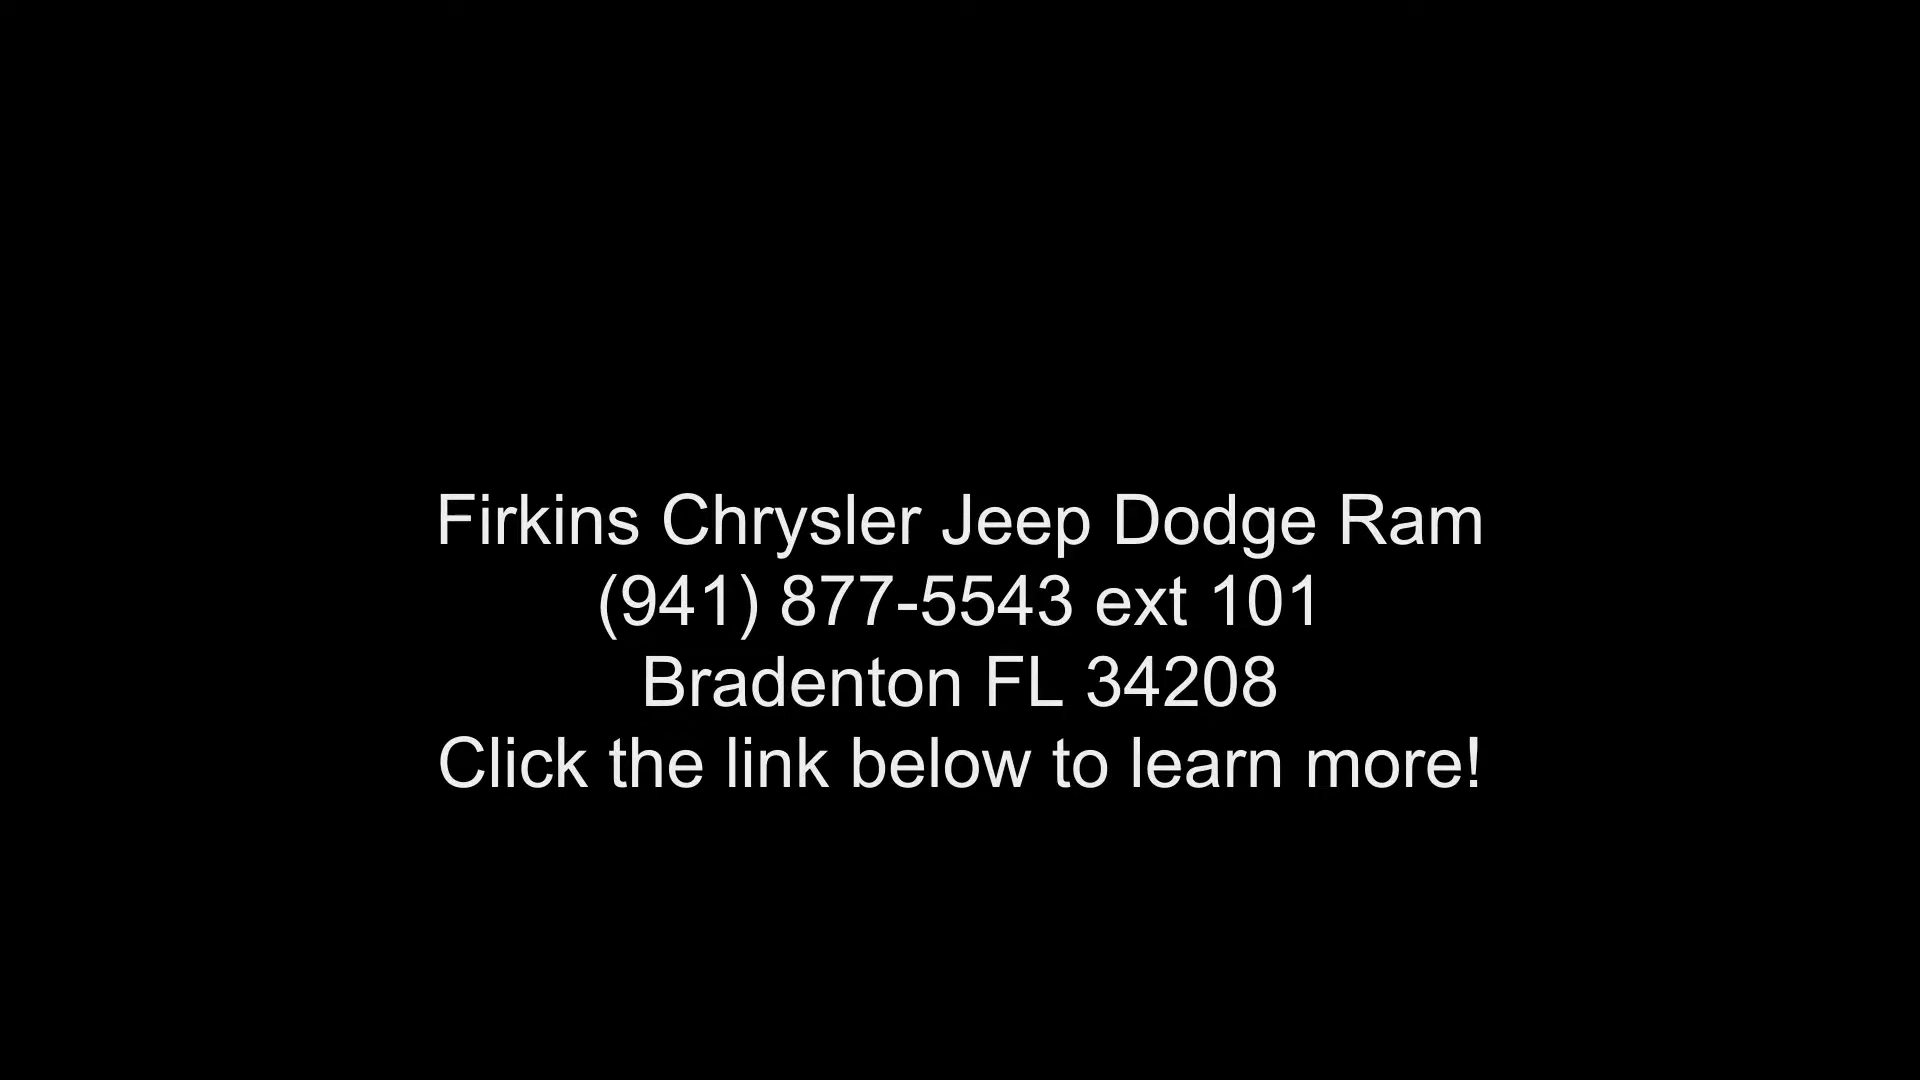 Firkins Chrysler Jeep Dodge Ram
(941) 877-5543 ext 101
Bradenton FL 34208
Click the link below to learn more!